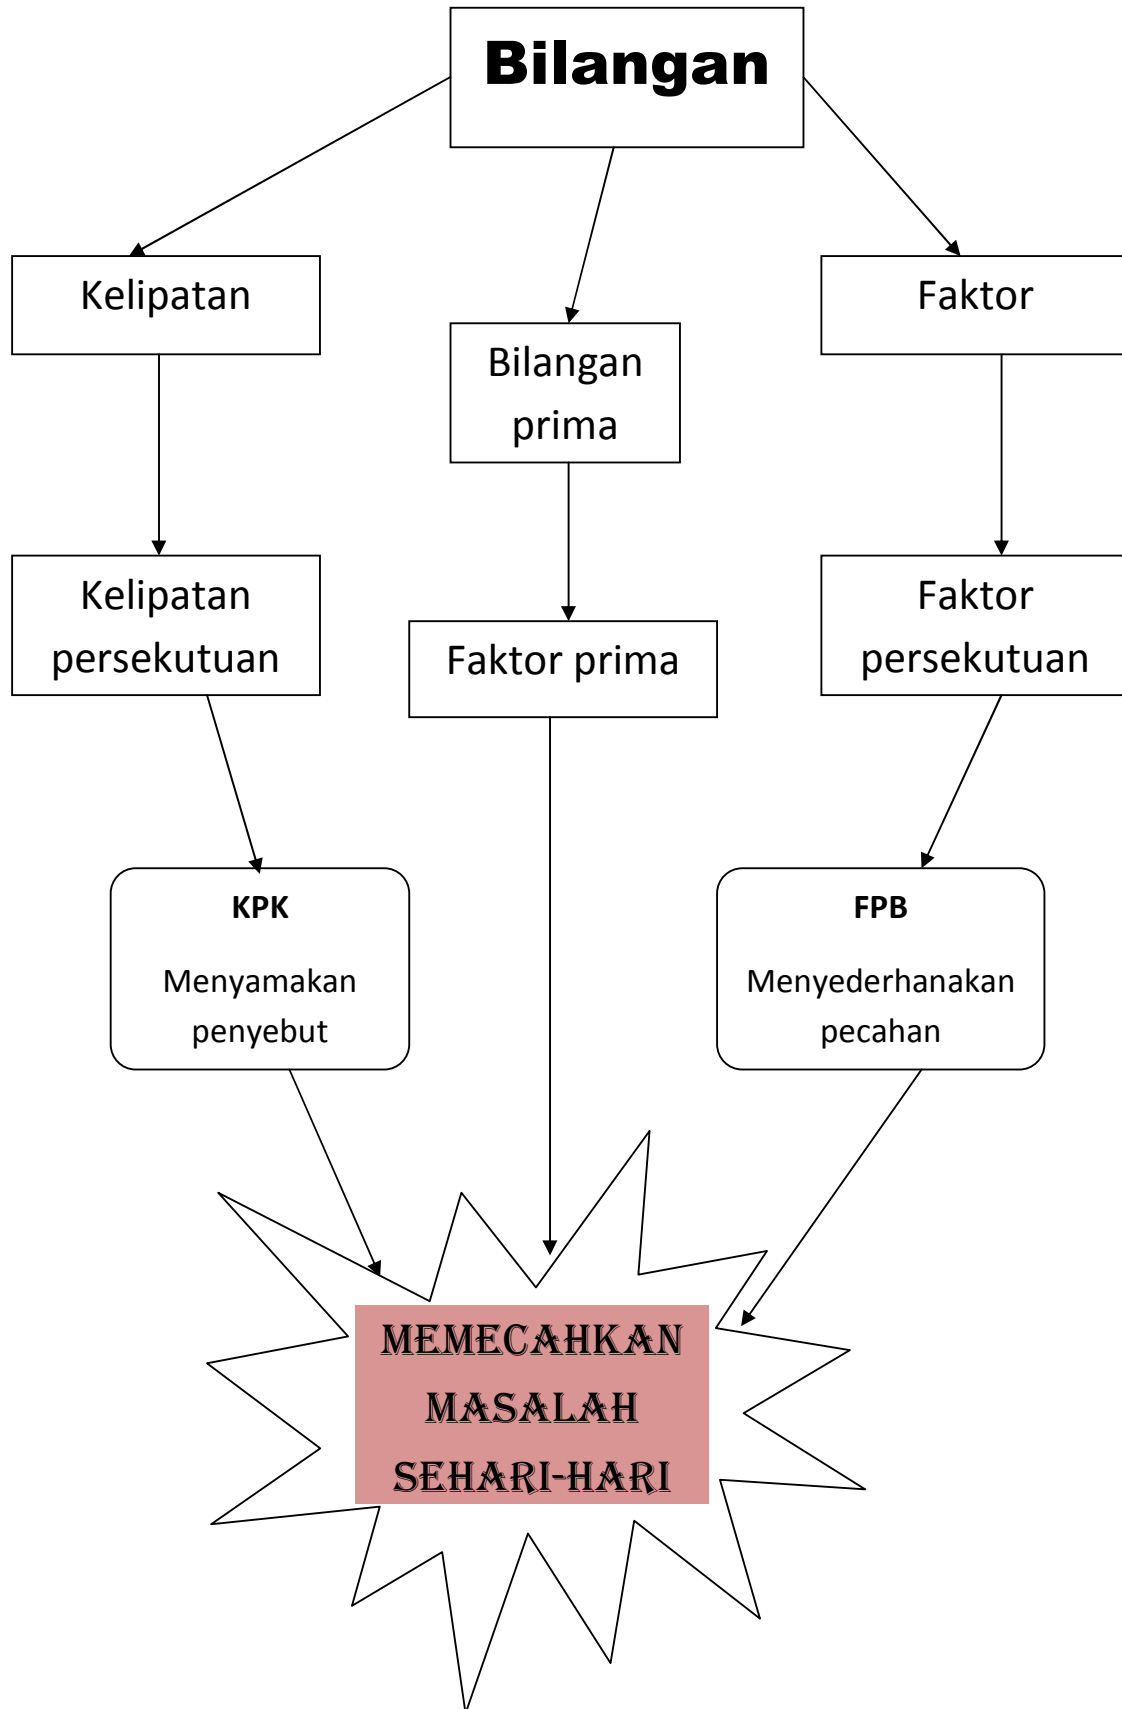 Bilangan
Kelipatan
Bilangan
prima
Faktor
Kelipatan
persekutuan
Faktor prima
Faktor
persekutuan
KPK
Menyamakan
penyebut
FPB
Menyederhanakan
pecahan
MEMECAHKAN
MASALAH
SEHARI-HARI